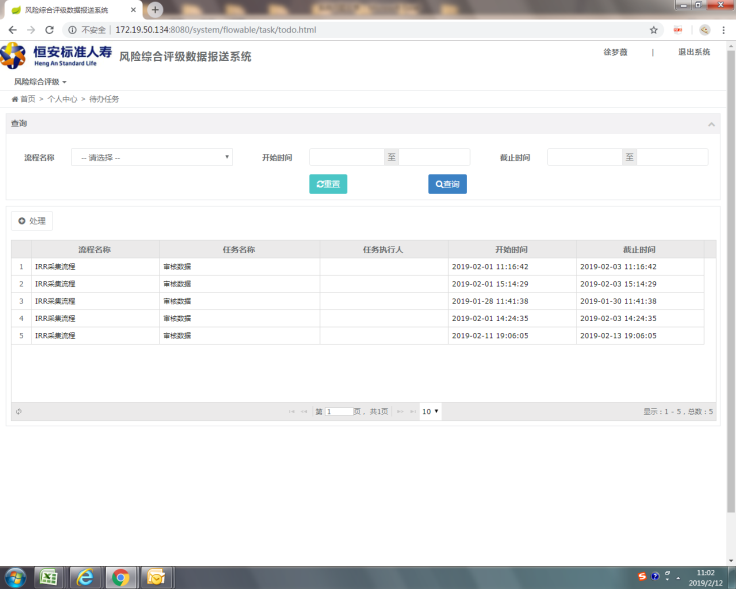 风险综合评级数据报送系统
不安全 | 172.19.50.134:8080/system/flowable/task/todo.html
恒安标准人寿
Heng An Standard Life
风险综合评级数据报送系统
徐梦薇 | 退出系统
风险综合评级
首页 > 个人中心 > 待办任务
查询
流程名称 -- 请选择 -- 开始时间 至 截止时间 至
重置 查询
处理
流程名称 任务名称 任务执行人 开始时间 截止时间
1 IRR采集流程 审核数据 2019-02-01 11:16:42 2019-02-03 11:16:42
2 IRR采集流程 审核数据 2019-02-01 15:14:29 2019-02-03 15:14:29
3 IRR采集流程 审核数据 2019-01-28 11:41:38 2019-01-30 11:41:38
4 IRR采集流程 审核数据 2019-02-01 14:24:35 2019-02-03 14:24:35
5 IRR采集流程 审核数据 2019-02-11 19:06:05 2019-02-13 19:06:05
第 1 页, 共1页 10 显示:1 - 5,总数:5
11:02
2019/2/12